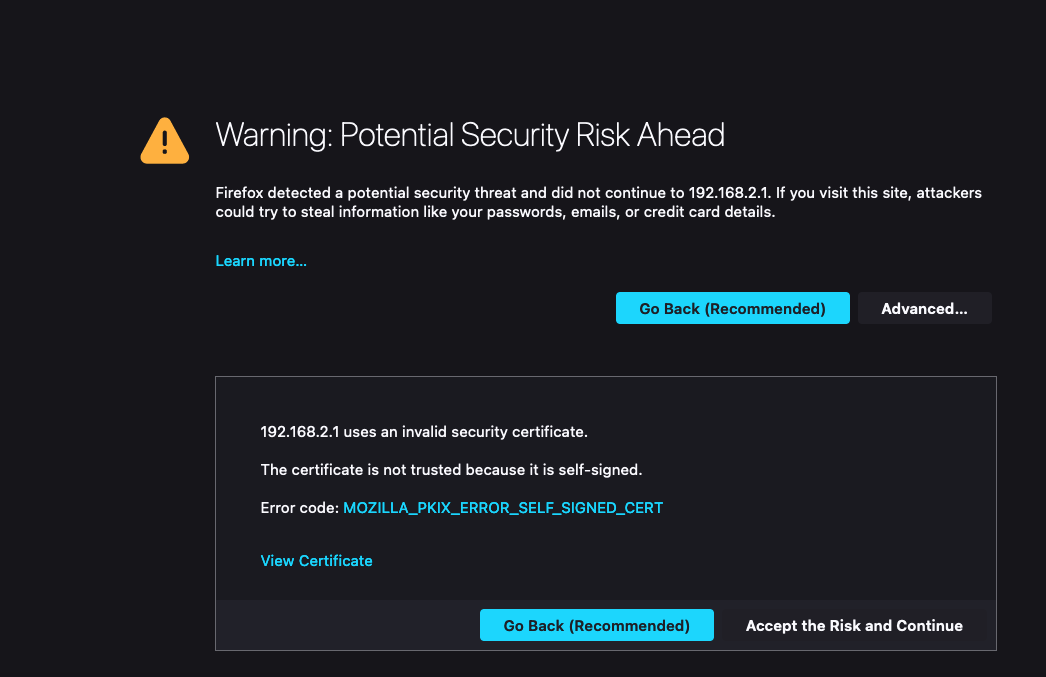 Warning: Potential Security Risk Ahead
Firefox detected a potential security threat and did not continue to 192.168.2.1. If you visit this site, attackers
could try to steal information like your passwords, emails, or credit card details.
Learn more...
Go Back (Recommended)
Advanced...
192.168.2.1 uses an invalid security certificate.
The certificate is not trusted because it is self-signed.
Error code: MOZILLA_PKIX_ERROR_SELF_SIGNED_CERT
View Certificate
Go Back (Recommended)
Accept the Risk and Continue